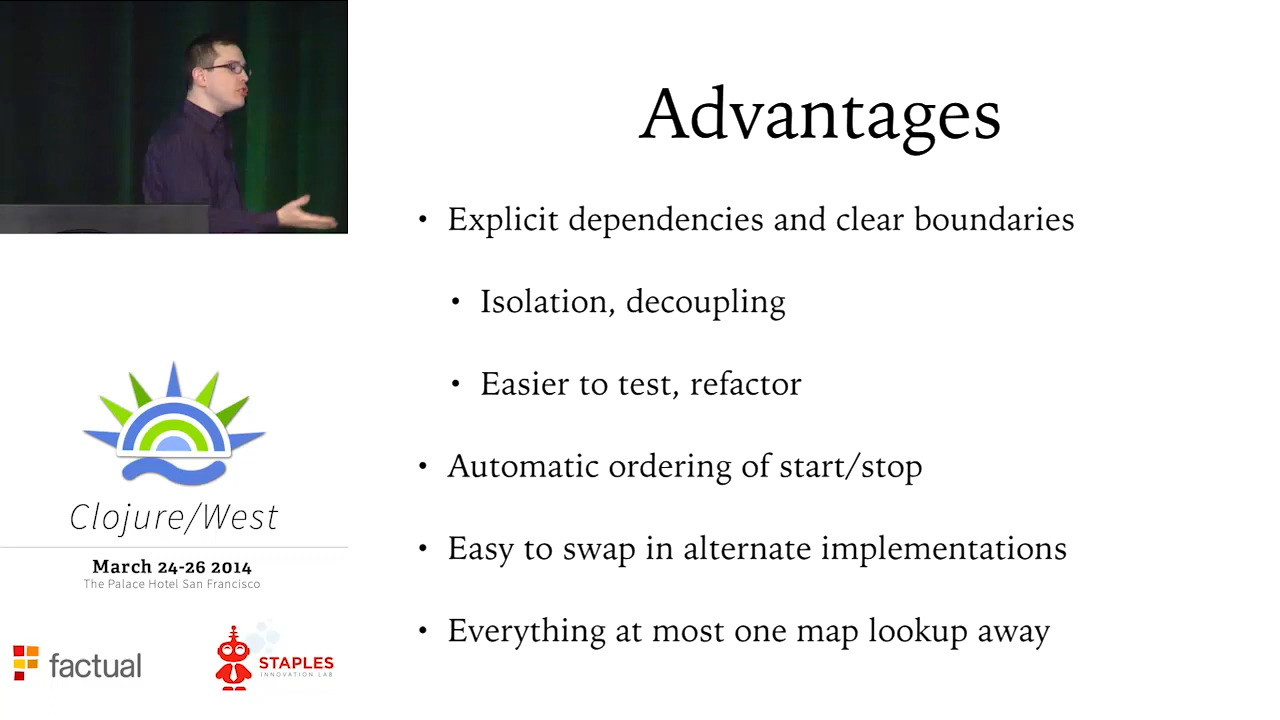 Advantages
• Explicit dependencies and clear boundaries
• Isolation, decoupling
• Easier to test, refactor
• Automatic ordering of start/stop
• Easy to swap in alternate implementations
• Everything at most one map lookup away
Clojure/West
March 24-26 2014
The Palace Hotel San Francisco
factual
STAPLES
INNOVATION LAB